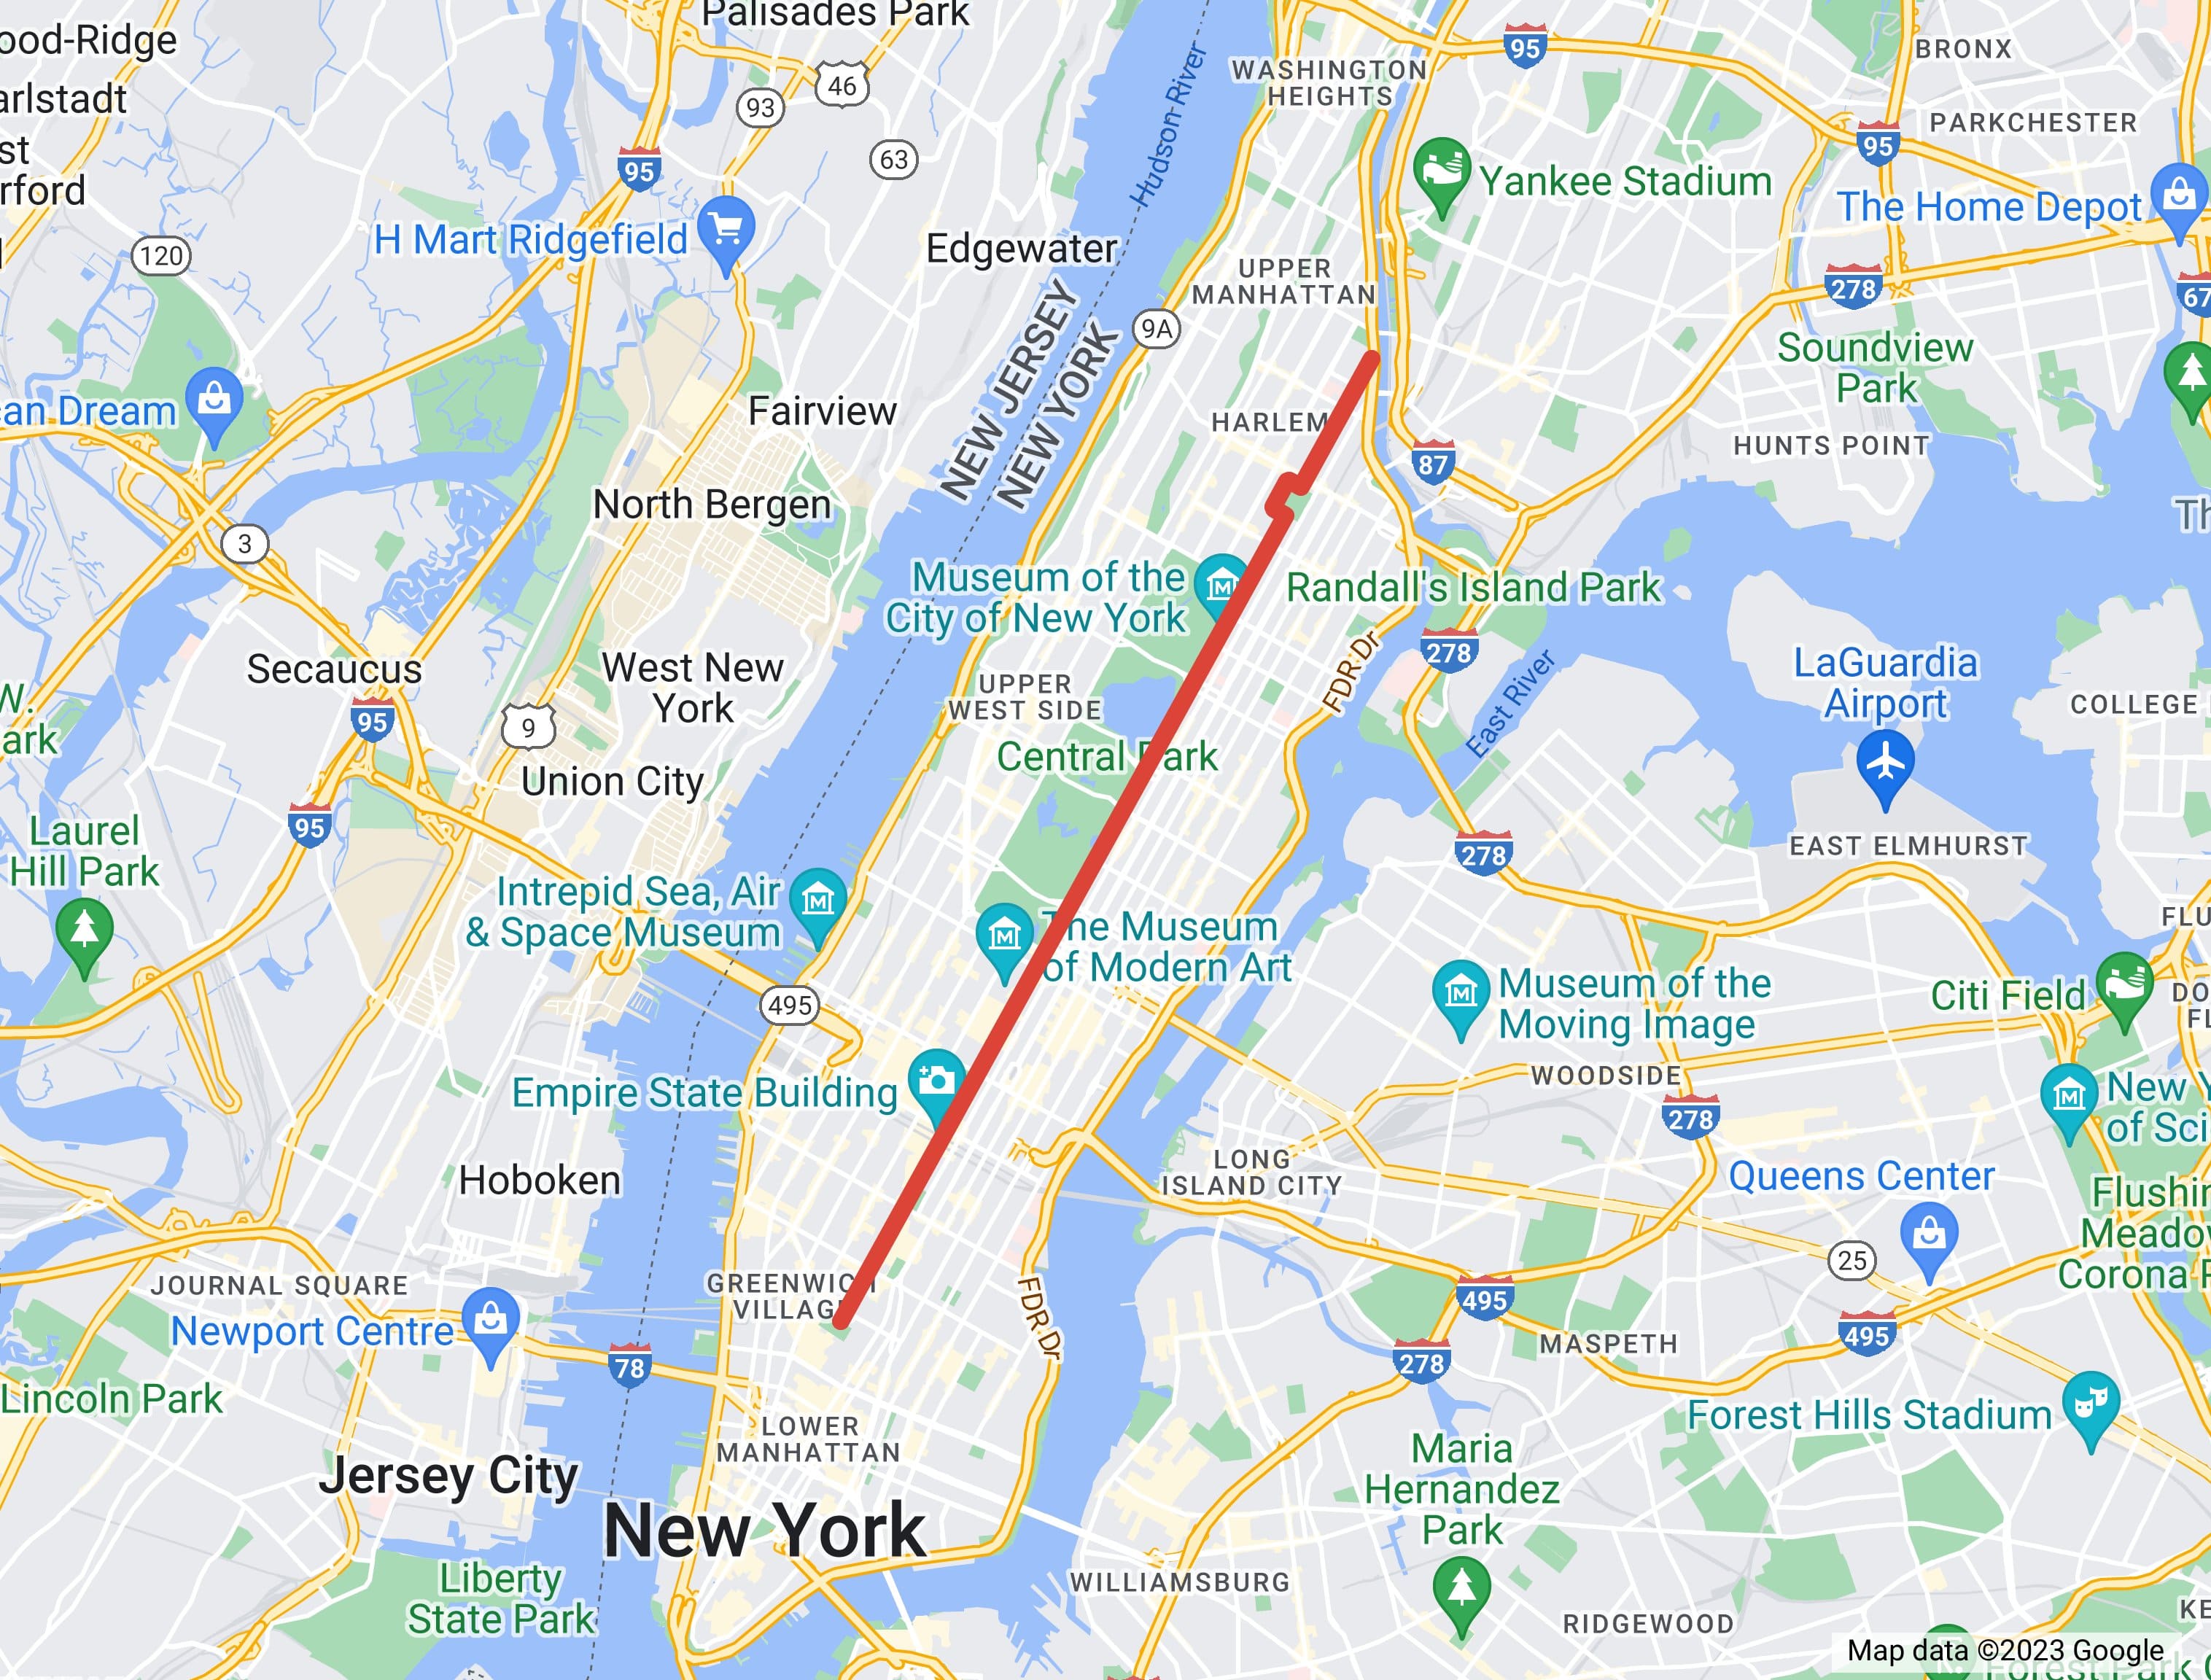 Palisades Park
ood-Ridge
arlstadt
st
rford
46
93
63
95
Hudson River
WASHINGTON
HEIGHTS
95
BRONX
PARKCHESTER
95
Yankee Stadium
The Home Depot
120
H Mart Ridgefield
Edgewater
UPPER
MANHATTAN
278
67
NEW JERSEY
NEW YORK
9A
Soundview
Park
can Dream
Fairview
HARLEM
87
HUNTS POINT
North Bergen
Th
3
Museum of the
City of New York
Randall's Island Park
278
FDR Dr
East River
LaGuardia
Airport
COLLEGE
Secaucus
West New
York
UPPER
WEST SIDE
W.
ark
95
9
Central Park
Union City
95
Laurel
Hill Park
278
EAST ELMHURST
Intrepid Sea, Air
& Space Museum
The Museum
of Modern Art
FLU
Museum of the
Moving Image
Citi Field
DO
FL
495
Empire State Building
WOODSIDE
278
New Y
of Sci
LONG
ISLAND CITY
Hoboken
Queens Center
Flushin
Meadow
Corona P
25
JOURNAL SQUARE
GREENWICH
VILLAGE
FDR Dr
495
Newport Centre
MASPETH
495
78
278
Lincoln Park
Forest Hills Stadium
LOWER
MANHATTAN
Jersey City
Maria
Hernandez
Park
New York
Liberty
State Park
WILLIAMSBURG
RIDGEWOOD
KE
Map data ©2023 Google